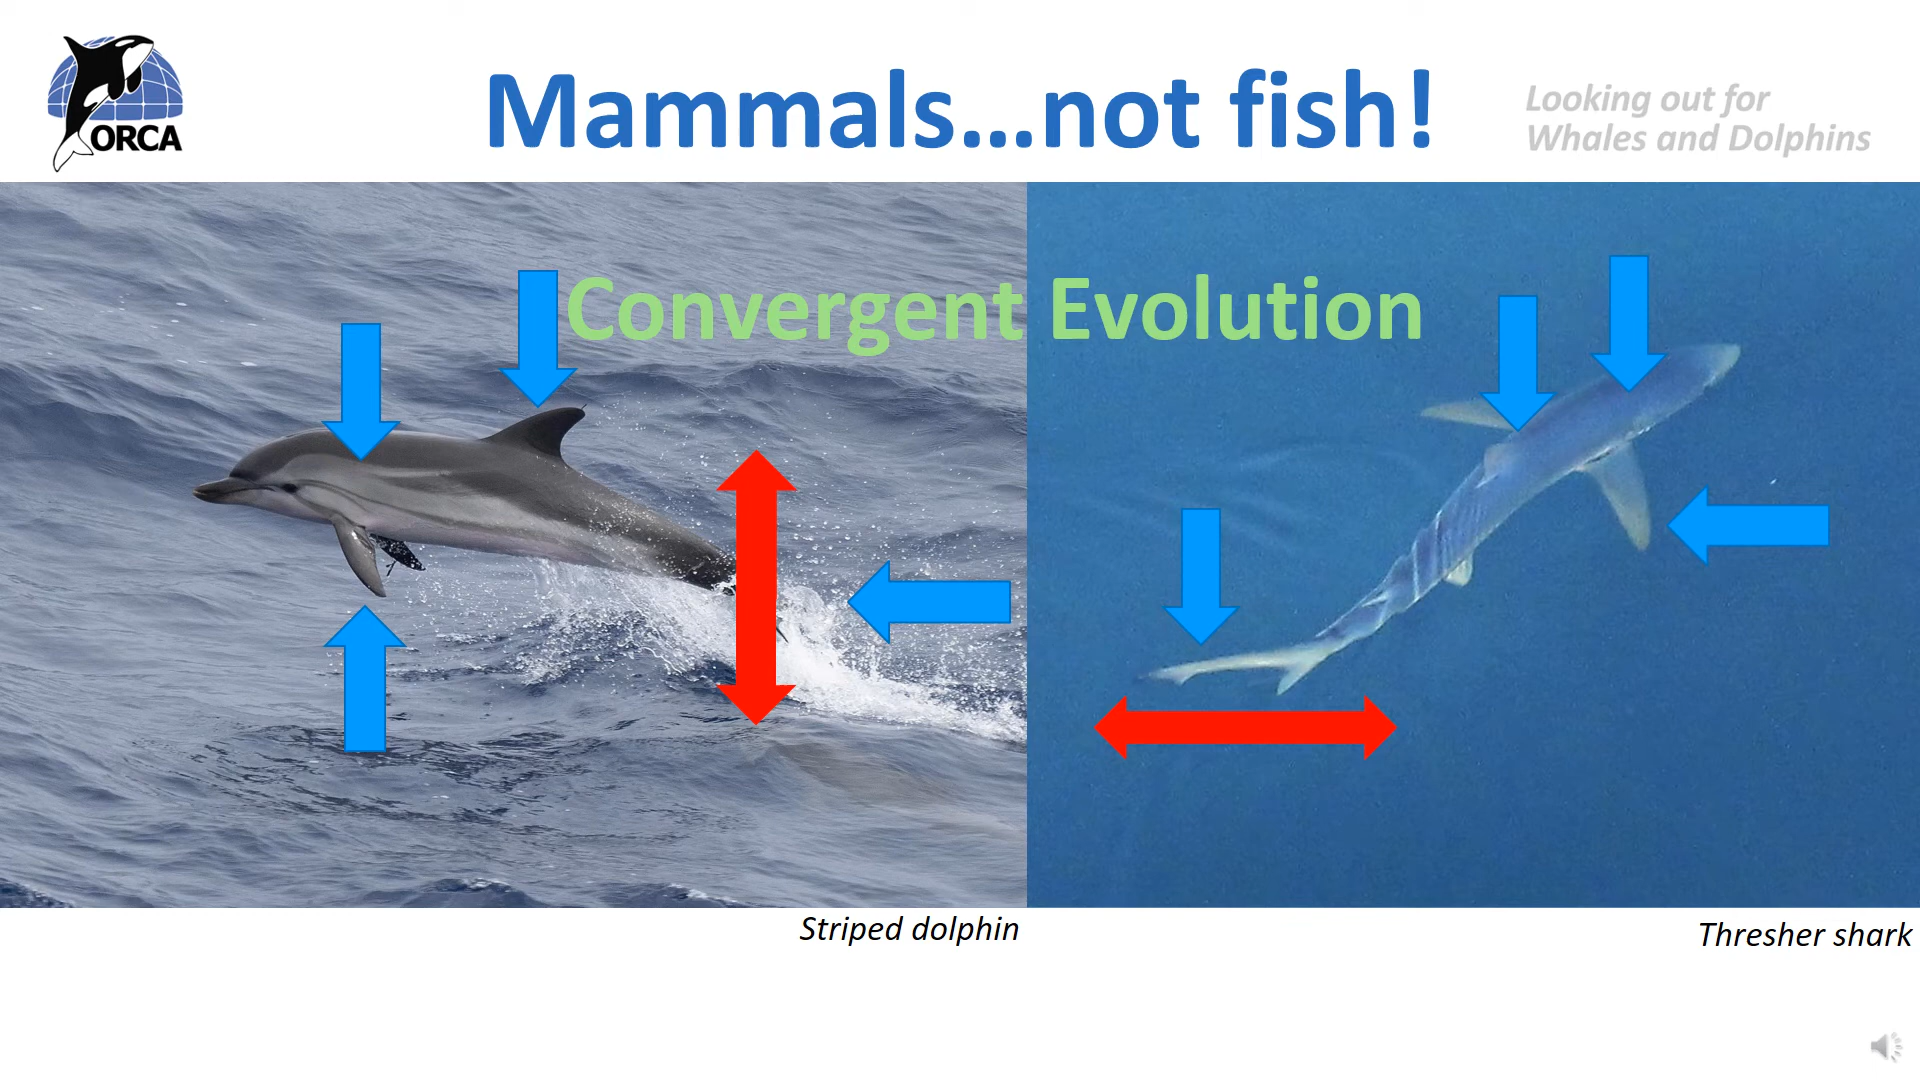 ORCA
Mammals...not fish!
Looking out for
Whales and Dolphins
Convergent Evolution
Striped dolphin
Thresher shark